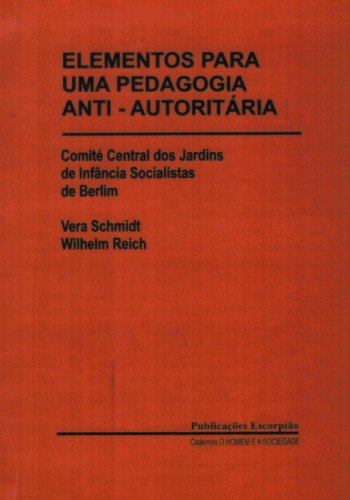 ELEMENTOS PARA
UMA PEDAGOGIA
ANTI - AUTORITÁRIA
Comité Central dos Jardins
de Infância Socialistas
de Berlim
Vera Schmidt
Wilhelm Reich
Publicações Escorpião
Cadernos O HOMEM E A SOCIEDADE